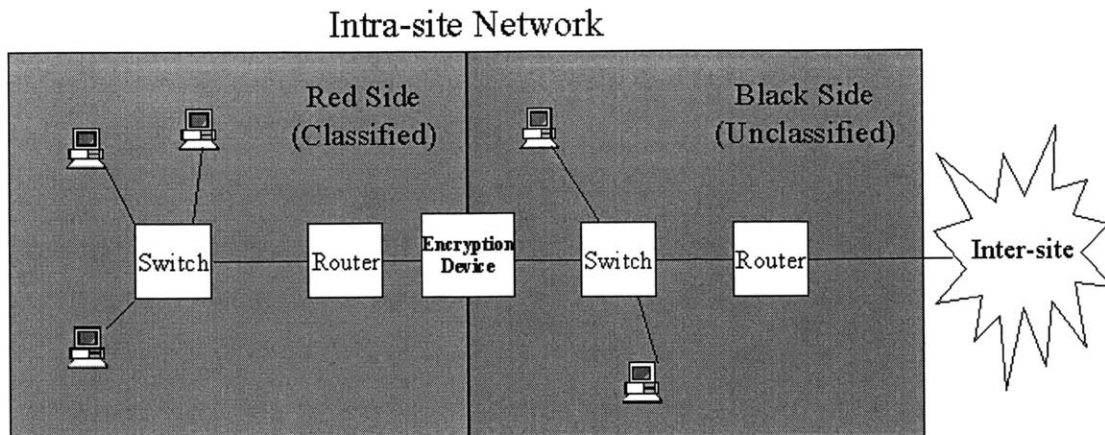 Intra-site Network
Red Side
(Classified)
Black Side
(Unclassified)
Switch
Router
Encryption
Device
Switch
Router
Inter-site